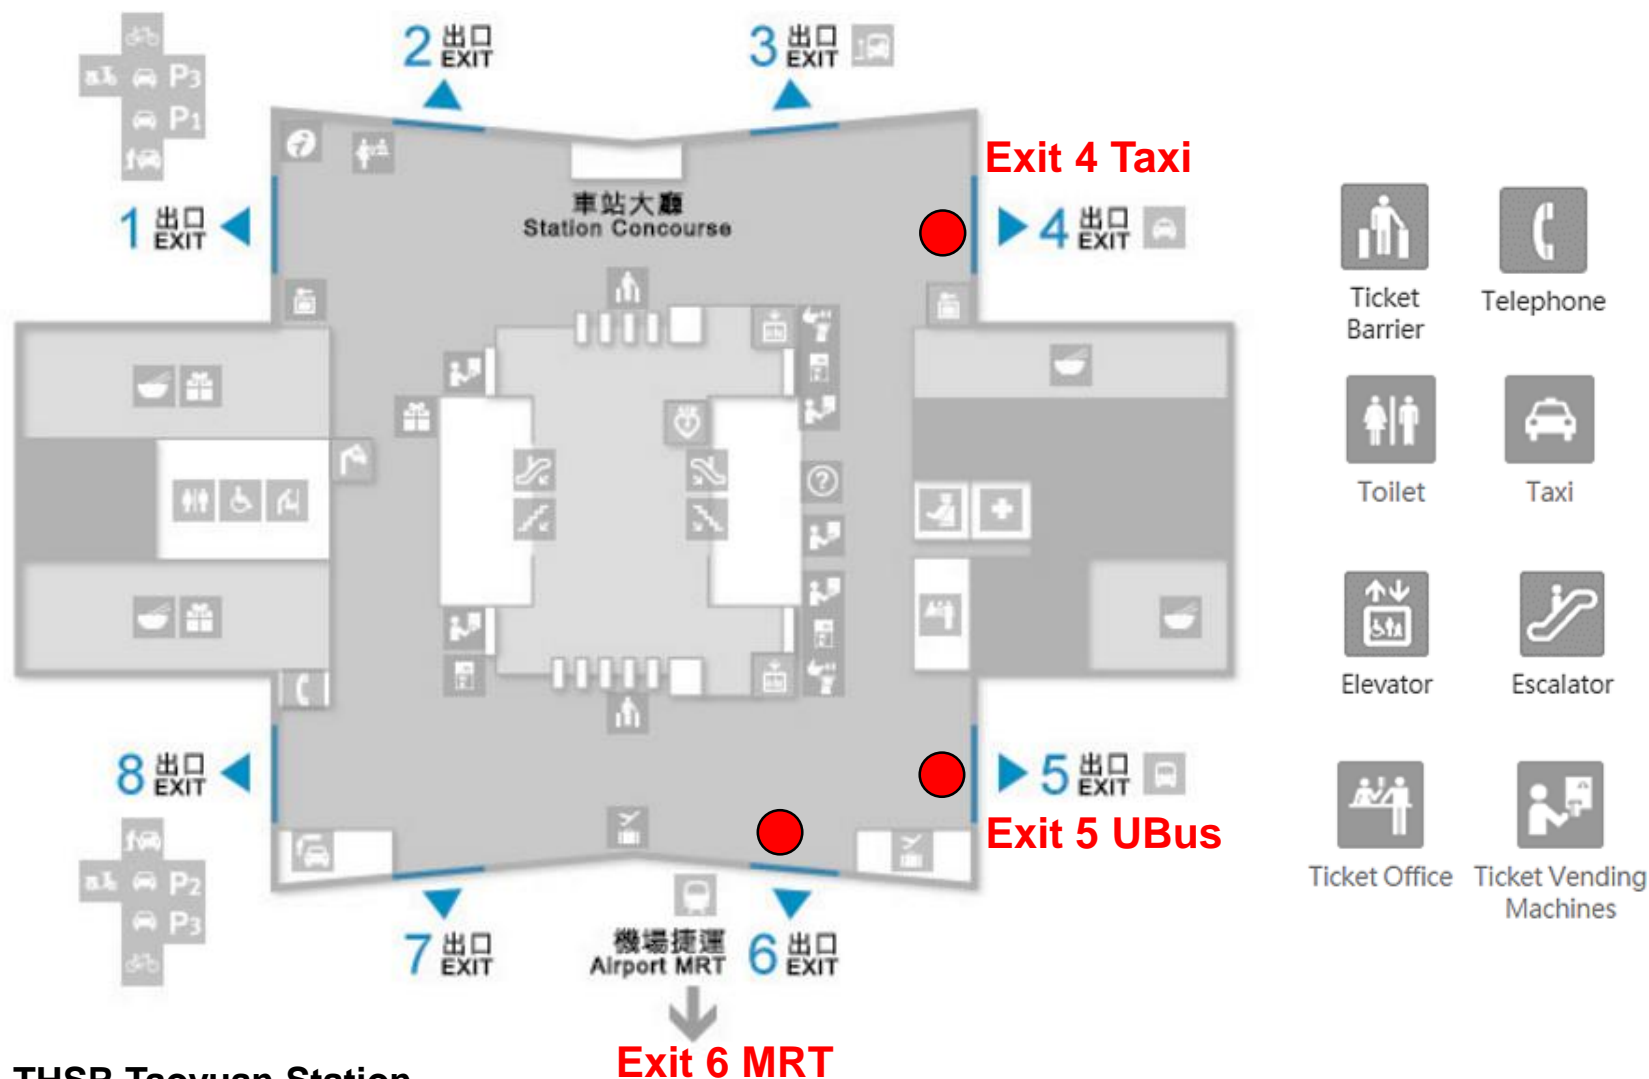 2 出口 EXIT
3 出口 EXIT
P3
P1
Exit 4 Taxi
車站大廳
Station Concourse
1 出口 EXIT
4 出口 EXIT
Ticket Barrier
Telephone
AED
Toilet
Taxi
Elevator
Escalator
8 出口 EXIT
5 出口 EXIT
Exit 5 UBus
P2
P3
Ticket Office
Ticket Vending Machines
7 出口 EXIT
機場捷運
Airport MRT
6 出口 EXIT
Exit 6 MRT
THSR Taoyuan Station